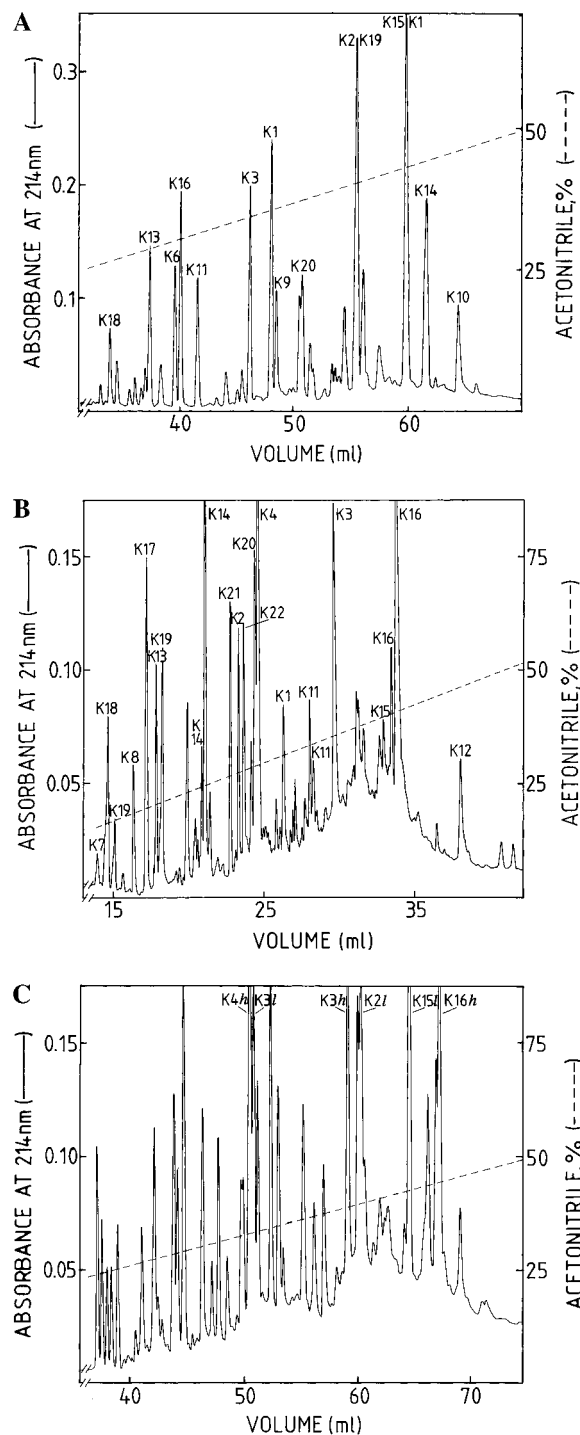 A
ABSORBANCE AT 214nm (——)
0.3
0.2
0.1
K18
K13
K6
K16
K11
K3
K1
K9
K20
K2
K19
K15
K1
K14
K10
50
25
ACETONITRILE,% (-----)
40
50
60
VOLUME (ml)
B
ABSORBANCE AT 214nm (——)
0.15
0.10
0.05
K7
K18
K19
K8
K17
K13
K19
K
14
K14
K21
K2
K22
K20
K4
K1
K11
K11
K3
K15
K16
K16
K12
75
50
25
ACETONITRILE,% (-----)
15
25
35
VOLUME (ml)
C
ABSORBANCE AT 214nm (——)
0.15
0.10
0.05
K4h
K3l
K3h
K2l
K15l
K16h
75
50
25
ACETONITRILE,% (-----)
40
50
60
70
VOLUME (ml)